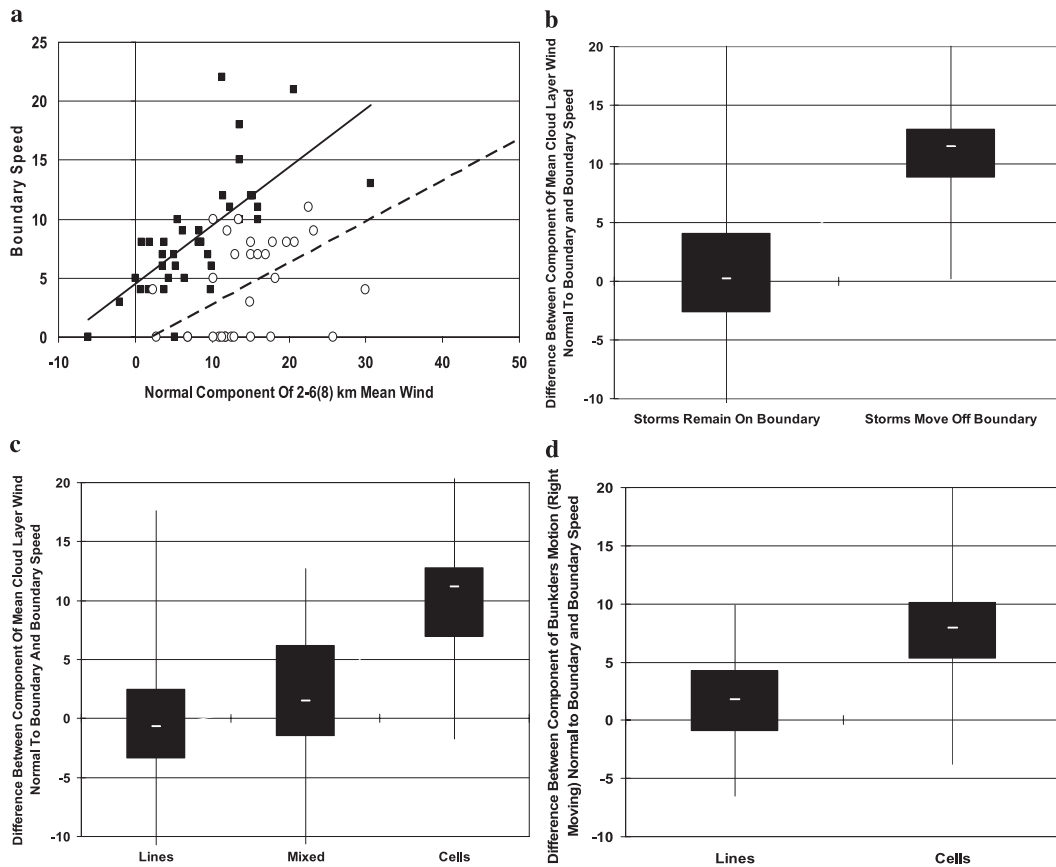 a
Boundary Speed
25
20
15
10
5
0
-10
0
10
20
30
40
50
Normal Component Of 2-6(8) km Mean Wind
b
Difference Between Component Of Mean Cloud Layer Wind
Normal To Boundary and Boundary Speed
20
15
10
5
0
-5
-10
Storms Remain On Boundary
Storms Move Off Boundary
c
Difference Between Component Of Mean Cloud Layer Wind
Normal To Boundary And Boundary Speed
20
15
10
5
0
-5
-10
Lines
Mixed
Cells
d
Difference Between Component of Bunkders Motion (Right
Moving) Normal to Boundary and Boundary Speed
20
15
10
5
0
-5
-10
Lines
Cells